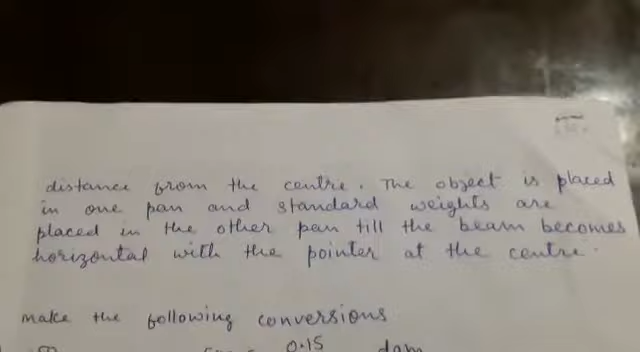 distance from the centre. The object is placed
in one pan and standard weights are
placed in the other pan till the beam becomes
horizontal with the pointer at the centre.
make the following conversions
0.15 dam